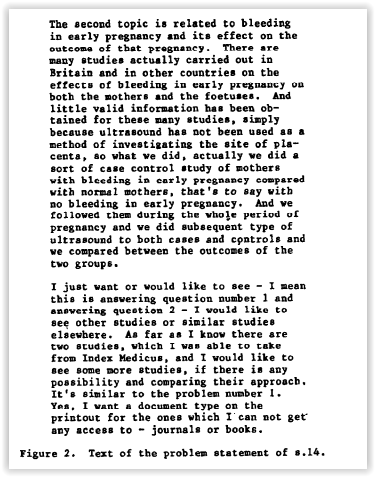 The second topic is related to bleeding
in early pregnancy and its effect on the
outcome of that pregnancy. There are
many studies actually carried out in
Britain and in other countries on the
effects of bleeding in early pregnancy on
both the mothers and the foetuses. And
little valid information has been ob-
tained for these many studies, simply
because ultrasound has not been used as a
method of investigating the site of pla-
centa, so what we did, actually we did a
sort of case control study of mothers
with bleeding in early pregnancy compared
with normal mothers, that's to say with
no bleeding in early pregnancy. And we
followed them during the whole period of
pregnancy and we did subsequent type of
ultrasound to both cases and controls and
we compared between the outcomes of the
two groups.
I just want or would like to see - I mean
this is answering question number 1 and
answering question 2 - I would like to
see other studies or similar studies
elsewhere. As far as I know there are
two studies, which I was able to take
from Index Medicus, and I would like to
see some more studies, if there is any
possibility and comparing their approach.
It's similar to the problem number 1.
Yes, I want a document type on the
printout for the ones which I can not get
any access to - journals or books.
Figure 2. Text of the problem statement of s.14.